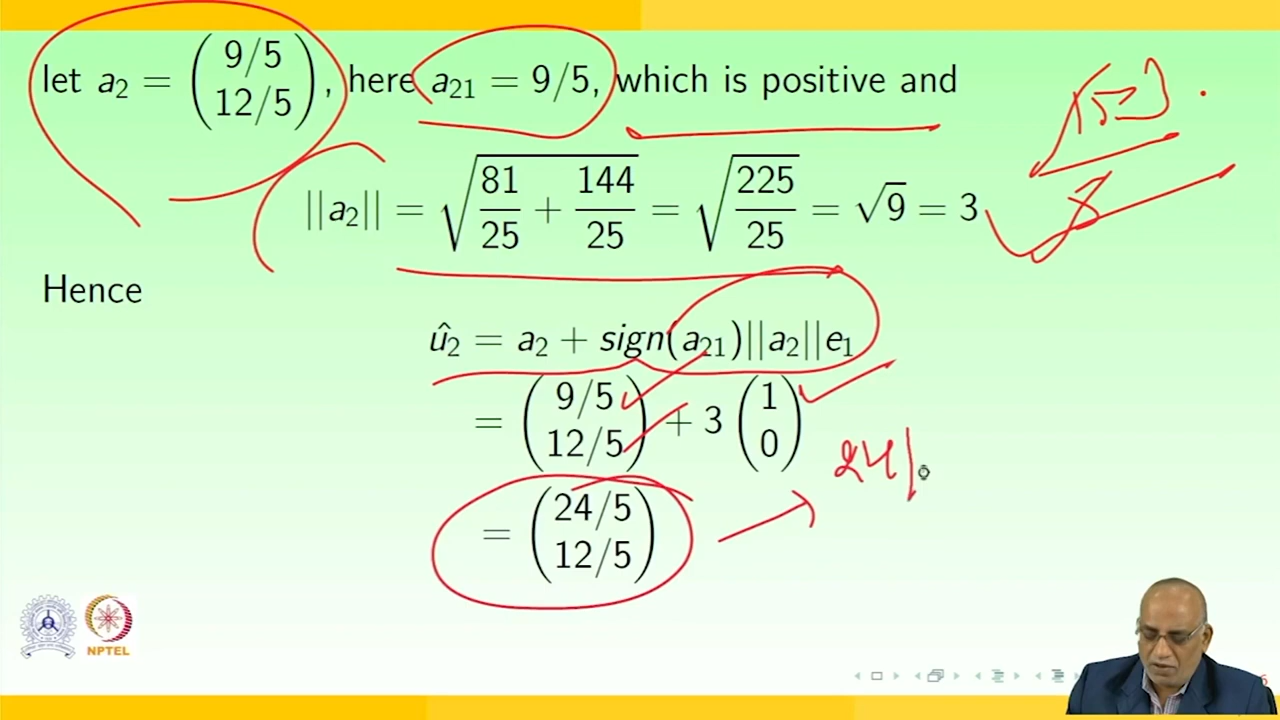 let a₂ = (9/5 12/5), here a₂₁ = 9/5, which is positive and
||a₂|| = √(81/25 + 144/25) = √(225/25) = √9 = 3
Hence
û₂ = a₂ + sign(a₂₁)||a₂||e₁
= (9/5 12/5) + 3 (1 0)
24/
= (24/5 12/5)
NPTEL